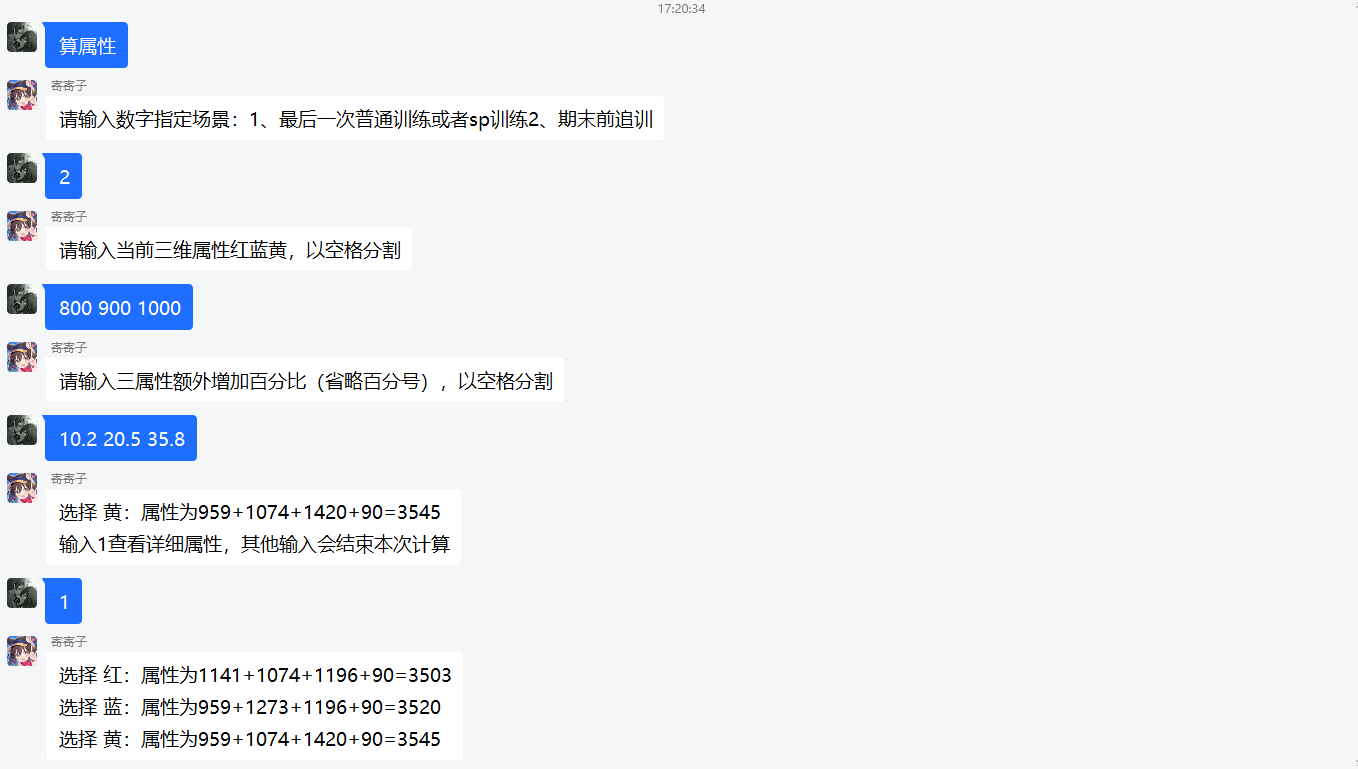 17:20:34
算属性
寄寄子
请输入数字指定场景：1、最后一次普通训练或者sp训练2、期末前追训
2
寄寄子
请输入当前三维属性红蓝黄，以空格分割
800 900 1000
寄寄子
请输入三属性额外增加百分比（省略百分号），以空格分割
10.2 20.5 35.8
寄寄子
选择 黄：属性为959+1074+1420+90=3545
输入1查看详细属性，其他输入会结束本次计算
1
寄寄子
选择 红：属性为1141+1074+1196+90=3503
选择 蓝：属性为959+1273+1196+90=3520
选择 黄：属性为959+1074+1420+90=3545